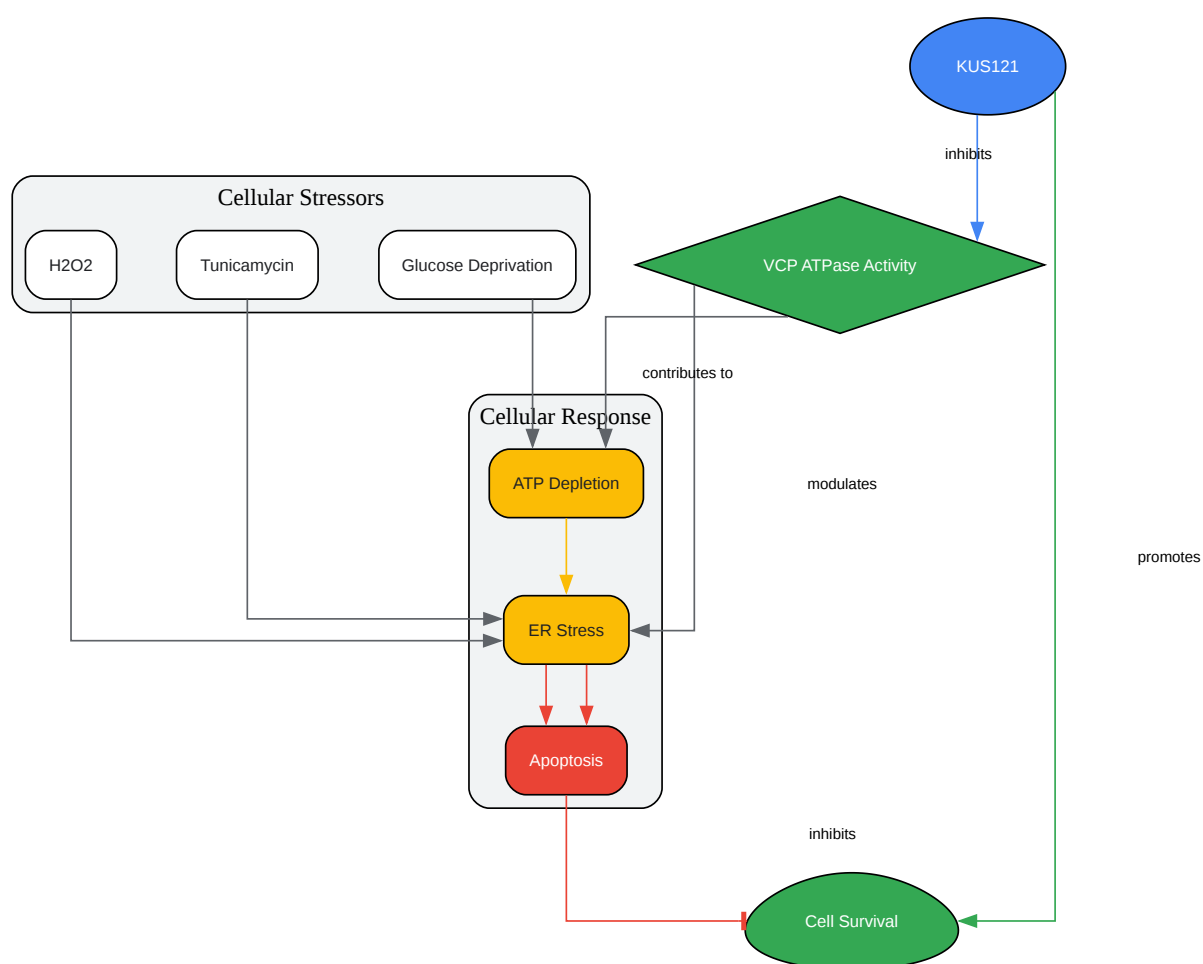 KUS121
inhibits
Cellular Stressors
H2O2
Tunicamycin
Glucose Deprivation
VCP ATPase Activity
contributes to
Cellular Response
ATP Depletion
modulates
promotes
ER Stress
Apoptosis
inhibits
Cell Survival